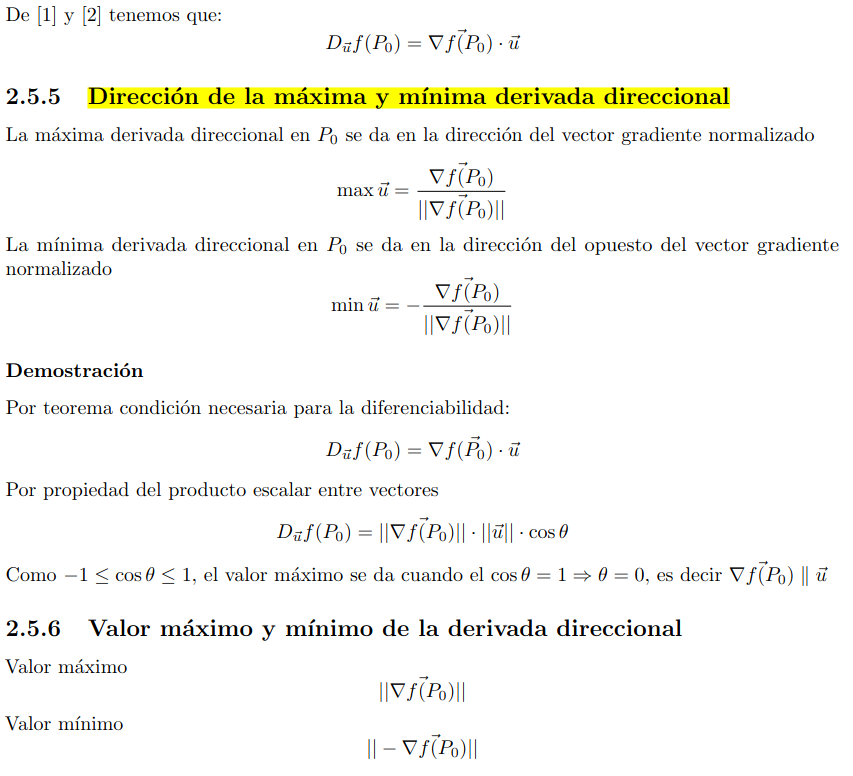 De [1] y [2] tenemos que:
$D_{\vec{u}}f(P_0) = \nabla \vec{f(P_0)} \cdot \vec{u}$
2.5.5 Dirección de la máxima y mínima derivada direccional
La máxima derivada direccional en $P_0$ se da en la dirección del vector gradiente normalizado
$\max \vec{u} = \frac{\nabla \vec{f(P_0)}}{||\nabla \vec{f(P_0)}||}$
La mínima derivada direccional en $P_0$ se da en la dirección del opuesto del vector gradiente
normalizado
$\min \vec{u} = -\frac{\nabla \vec{f(P_0)}}{||\nabla \vec{f(P_0)}||}$
Demostración
Por teorema condición necesaria para la diferenciabilidad:
$D_{\vec{u}}f(P_0) = \nabla f(\vec{P_0}) \cdot \vec{u}$
Por propiedad del producto escalar entre vectores
$D_{\vec{u}}f(P_0) = ||\nabla \vec{f(P_0)}|| \cdot ||\vec{u}|| \cdot \cos\theta$
Como $-1 \leq \cos\theta \leq 1$, el valor máximo se da cuando el $\cos\theta = 1 \Rightarrow \theta = 0$, es decir $\nabla \vec{f(P_0)} \parallel \vec{u}$
2.5.6 Valor máximo y mínimo de la derivada direccional
Valor máximo
$||\nabla \vec{f(P_0)}||$
Valor mínimo
$|| - \nabla \vec{f(P_0)}||$